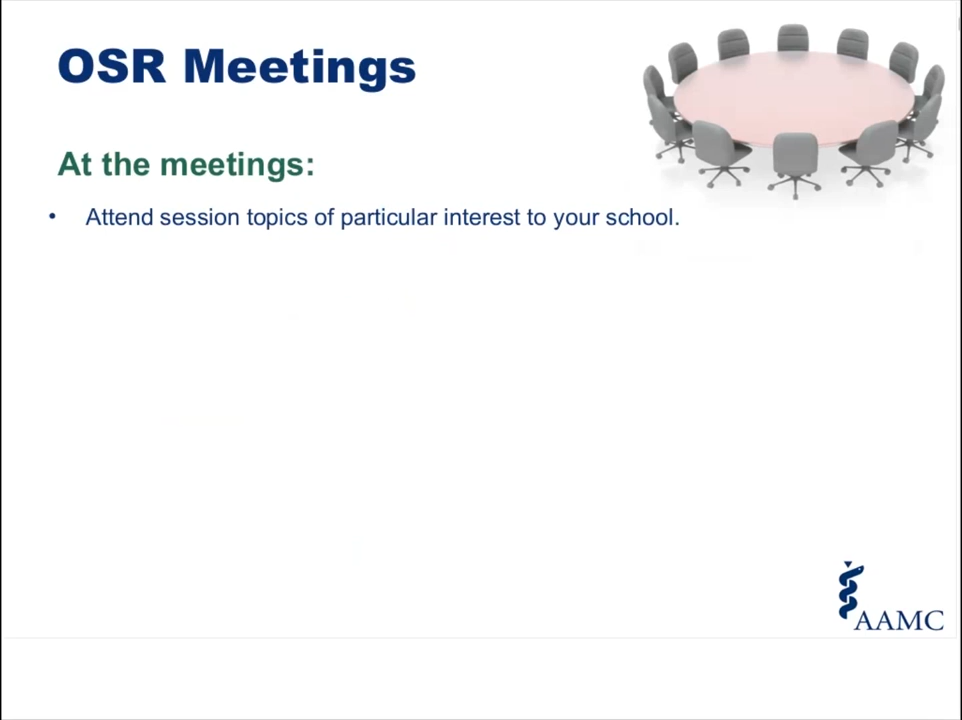 OSR Meetings
At the meetings:
• Attend session topics of particular interest to your school.
AAMC